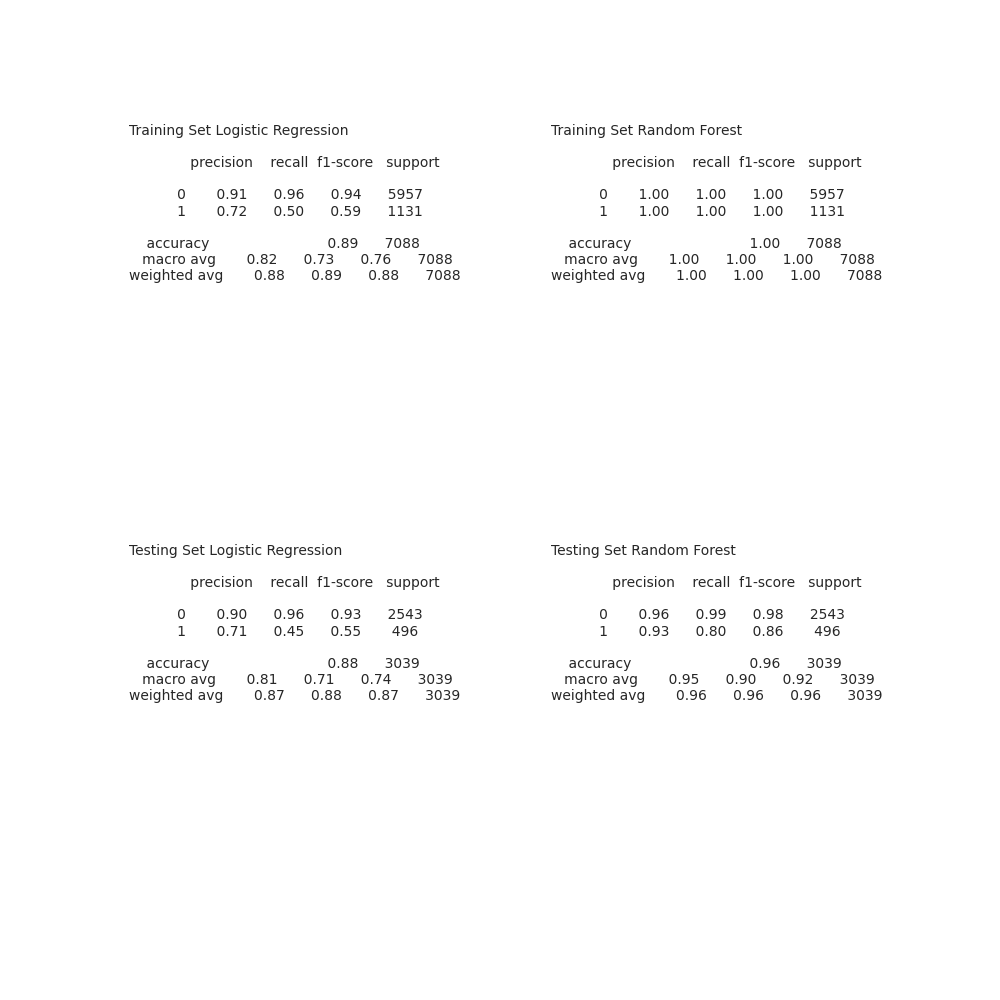 Training Set Logistic Regression
precision recall f1-score support
0 0.91 0.96 0.94 5957
1 0.72 0.50 0.59 1131
accuracy 0.89 7088
macro avg 0.82 0.73 0.76 7088
weighted avg 0.88 0.89 0.88 7088
Training Set Random Forest
precision recall f1-score support
0 1.00 1.00 1.00 5957
1 1.00 1.00 1.00 1131
accuracy 1.00 7088
macro avg 1.00 1.00 1.00 7088
weighted avg 1.00 1.00 1.00 7088
Testing Set Logistic Regression
precision recall f1-score support
0 0.90 0.96 0.93 2543
1 0.71 0.45 0.55 496
accuracy 0.88 3039
macro avg 0.81 0.71 0.74 3039
weighted avg 0.87 0.88 0.87 3039
Testing Set Random Forest
precision recall f1-score support
0 0.96 0.99 0.98 2543
1 0.93 0.80 0.86 496
accuracy 0.96 3039
macro avg 0.95 0.90 0.92 3039
weighted avg 0.96 0.96 0.96 3039